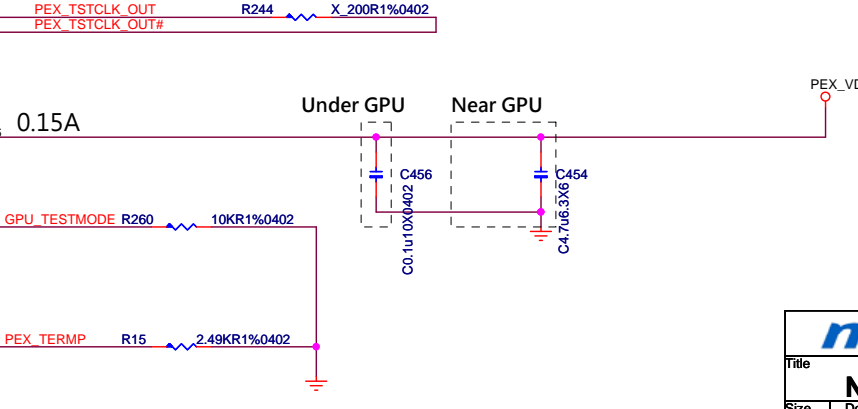 PEX_TSTCLK_OUT R244 X_200R1%0402
PEX_TSTCLK_OUT#
PEX_VD
Under GPU Near GPU
0.15A
C456 C454
C0.1u10X0402
C4.7u6.3X6
GPU_TESTMODE R260 10KR1%0402
PEX_TERMP R15 2.49KR1%0402
Title
N
Size